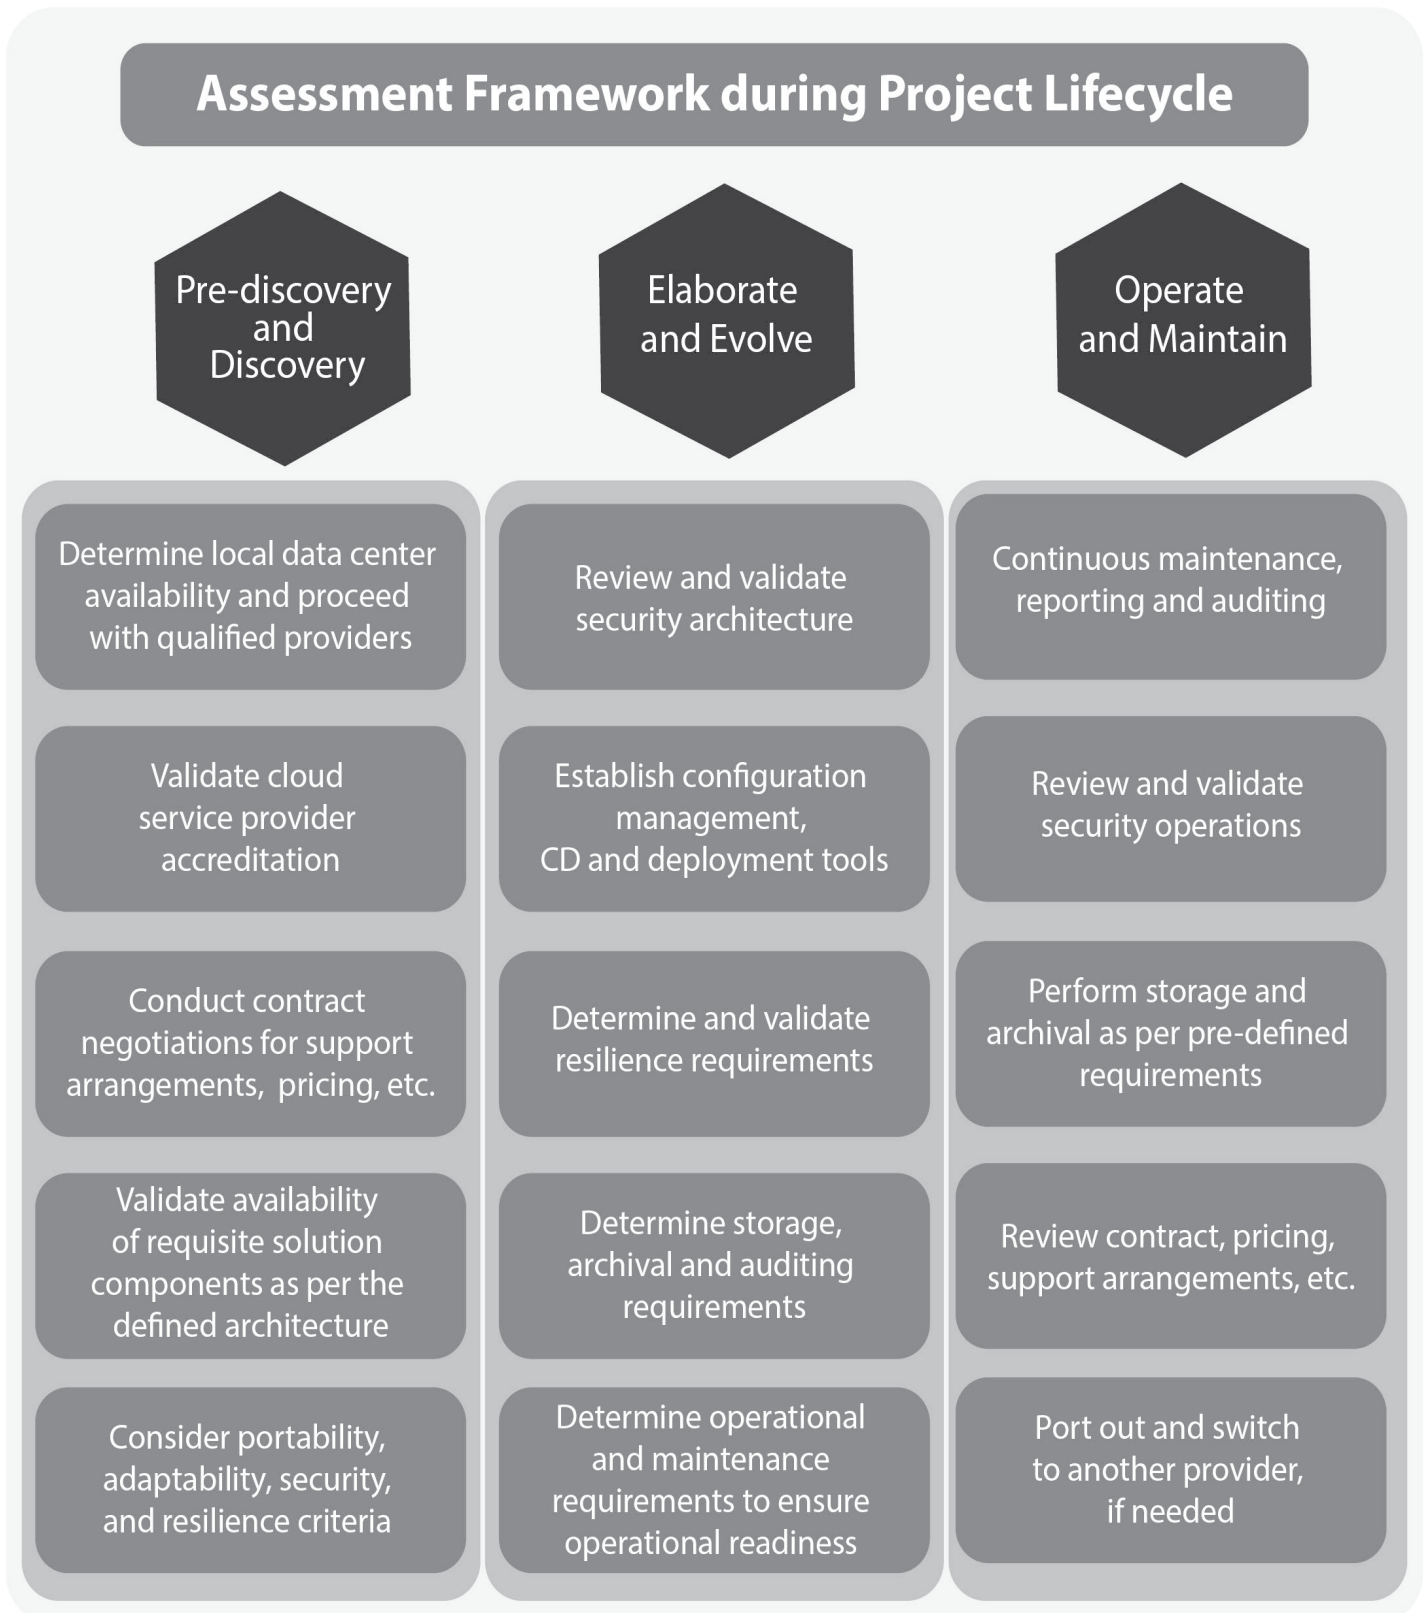 Assessment Framework during Project Lifecycle
Pre-discovery
and
Discovery
Elaborate
and Evolve
Operate
and Maintain
Determine local data center
availability and proceed
with qualified providers
Validate cloud
service provider
accreditation
Conduct contract
negotiations for support
arrangements, pricing, etc.
Validate availability
of requisite solution
components as per the
defined architecture
Consider portability,
adaptability, security,
and resilience criteria
Review and validate
security architecture
Establish configuration
management,
CD and deployment tools
Determine and validate
resilience requirements
Determine storage,
archival and auditing
requirements
Determine operational
and maintenance
requirements to ensure
operational readiness
Continuous maintenance,
reporting and auditing
Review and validate
security operations
Perform storage and
archival as per pre-defined
requirements
Review contract, pricing,
support arrangements, etc.
Port out and switch
to another provider,
if needed